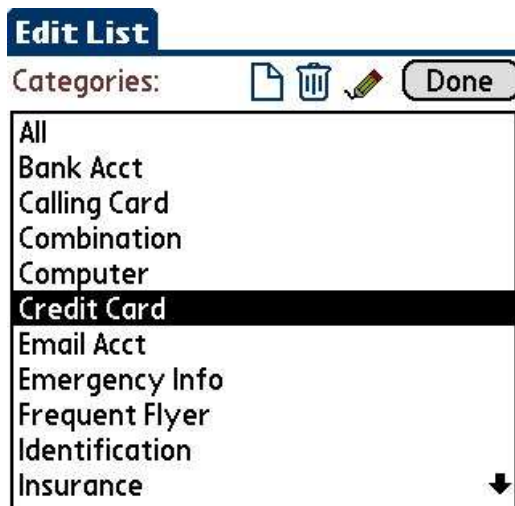 Edit List
Categories: Done
All
Bank Acct
Calling Card
Combination
Computer
Credit Card
Email Acct
Emergency Info
Frequent Flyer
Identification
Insurance